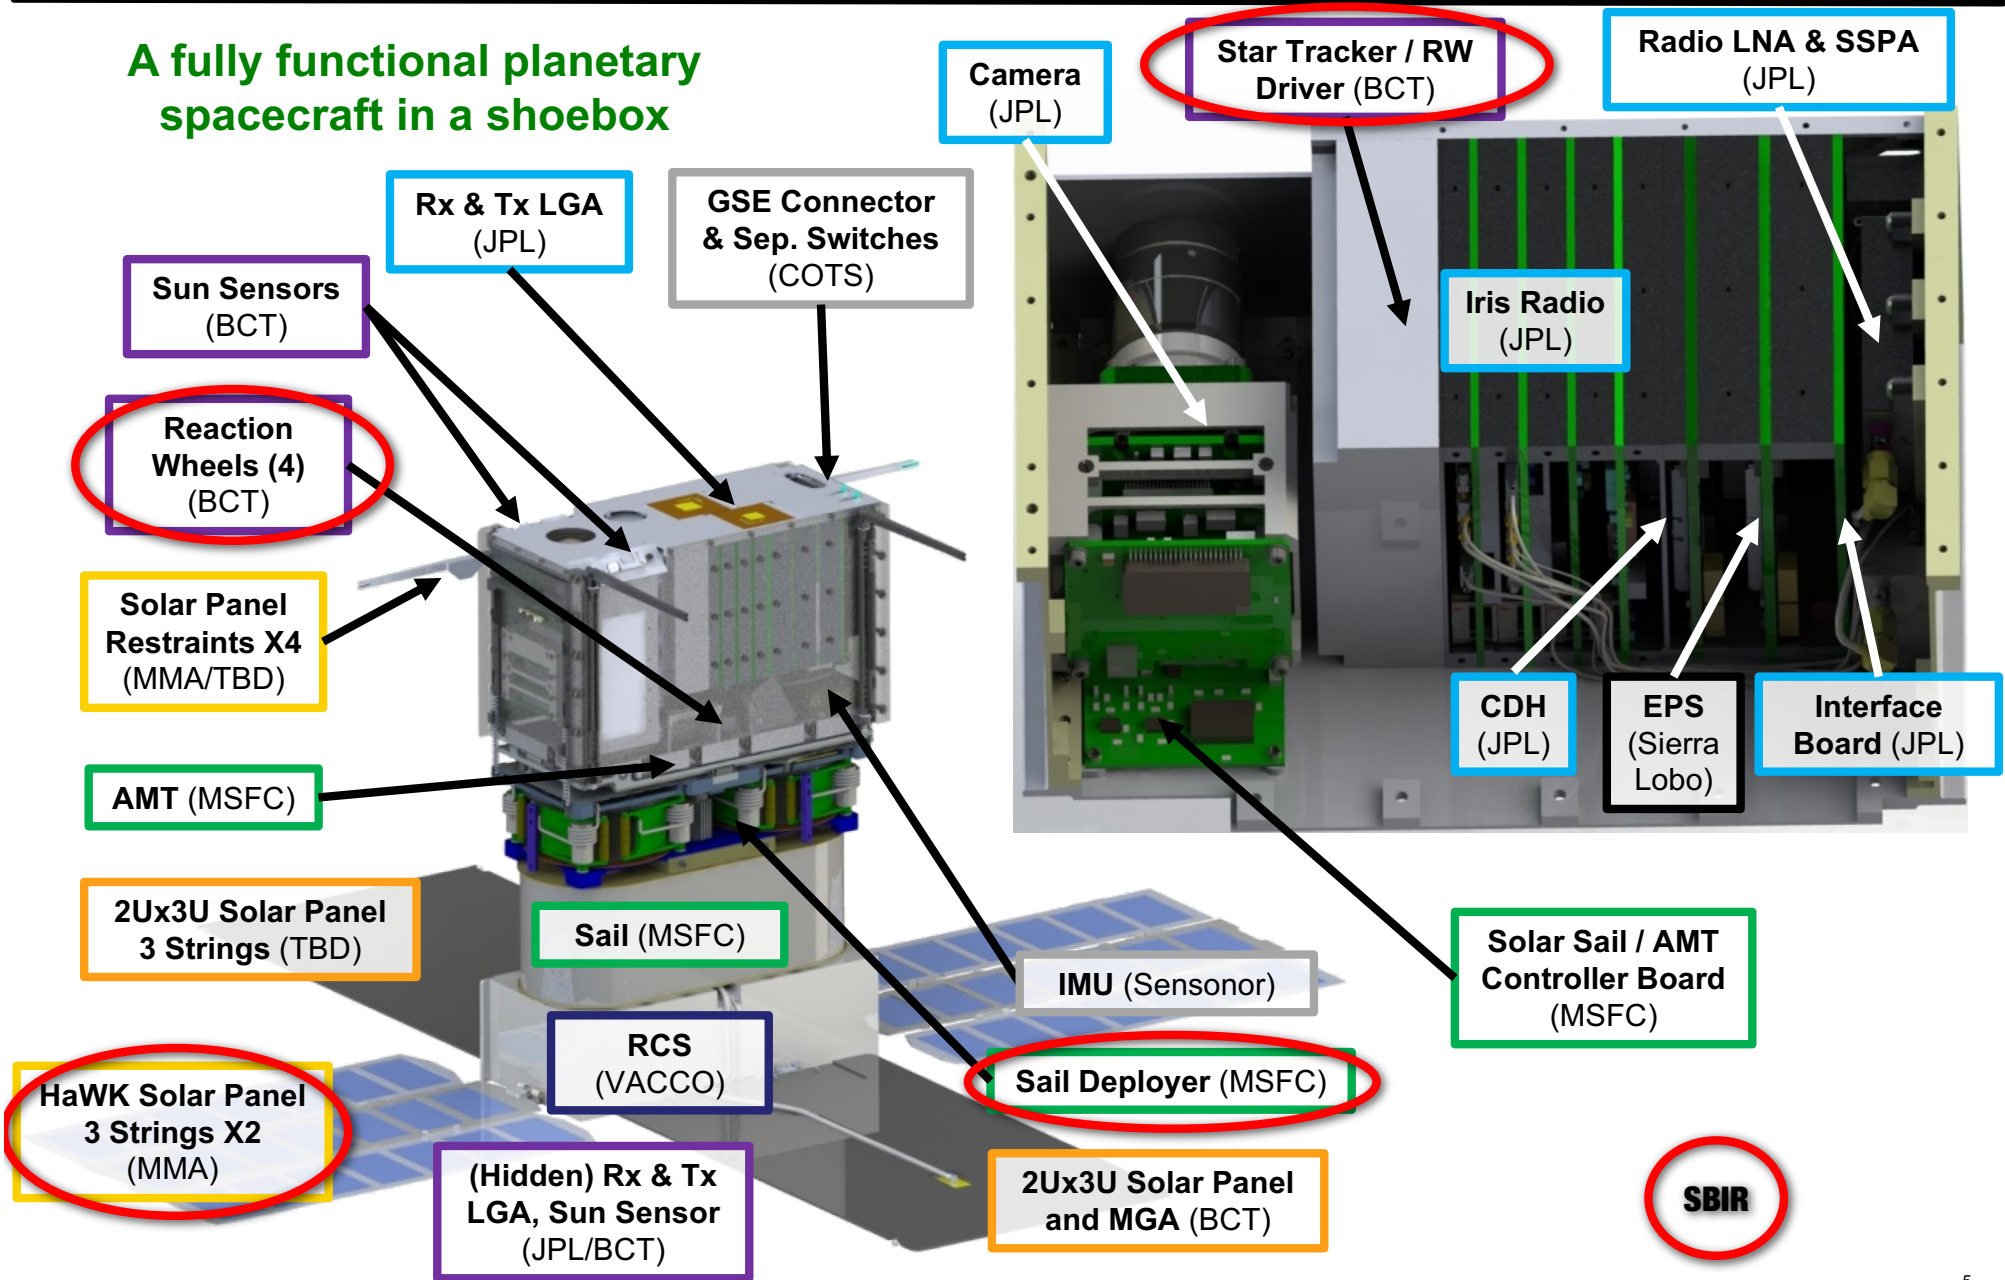 A fully functional planetary
spacecraft in a shoebox
Camera
(JPL)
Star Tracker / RW
Driver (BCT)
Radio LNA & SSPA
(JPL)
Rx & Tx LGA
(JPL)
GSE Connector
& Sep. Switches
(COTS)
Sun Sensors
(BCT)
Iris Radio
(JPL)
Reaction
Wheels (4)
(BCT)
Solar Panel
Restraints X4
(MMA/TBD)
CDH
(JPL)
EPS
(Sierra
Lobo)
Interface
Board (JPL)
AMT (MSFC)
2Ux3U Solar Panel
3 Strings (TBD)
Sail (MSFC)
IMU (Sensonor)
Solar Sail / AMT
Controller Board
(MSFC)
RCS
(VACCO)
Sail Deployer (MSFC)
HaWK Solar Panel
3 Strings X2
(MMA)
(Hidden) Rx & Tx
LGA, Sun Sensor
(JPL/BCT)
2Ux3U Solar Panel
and MGA (BCT)
SBIR
5